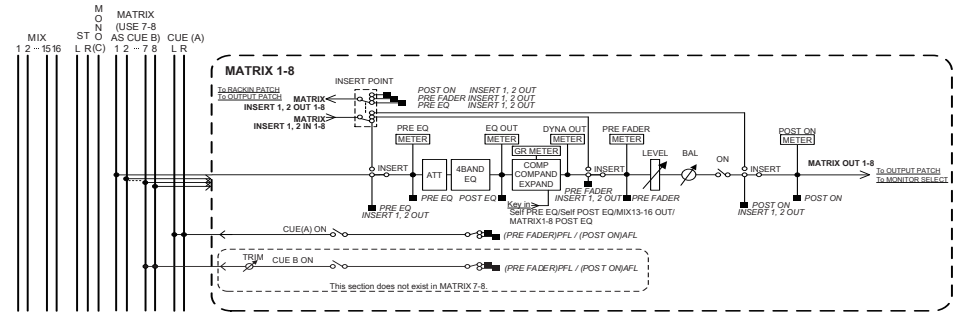 MIX
1 2 ··· 15 16
ST
L R
MONO
(C)
MATRIX
(USE 7-8
AS CUE B)
1 2 ··· 7 8
CUE (A)
L R
MATRIX 1-8
INSERT POINT
To RACKIN PATCH
To OUTPUT PATCH
MATRIX
INSERT 1, 2 OUT 1-8
MATRIX
INSERT 1, 2 IN 1-8
POST ON INSERT 1, 2 OUT
PRE FADER INSERT 1, 2 OUT
PRE EQ INSERT 1, 2 OUT
PRE EQ
METER
EQ OUT
METER
DYNA OUT
METER
PRE FADER
METER
POST ON
METER
GR METER
LEVEL
BAL
ON
INSERT
ATT
4BAND
EQ
COMP
COMPAND
EXPAND
INSERT
INSERT
MATRIX OUT 1-8
To OUTPUT PATCH
To MONITOR SELECT
PRE EQ
POST EQ
PRE FADER
INSERT 1, 2 OUT
PRE FADER
POST ON
INSERT 1, 2 OUT
POST ON
PRE EQ
INSERT 1, 2 OUT
Key in
Self PRE EQ/Self POST EQ/MIX13-16 OUT/
MATRIX1-8 POST EQ
CUE(A) ON
(PRE FADER)PFL / (POST ON)AFL
TRIM
CUE B ON
(PRE FADER)PFL / (POST ON)AFL
This section does not exist in MATRIX 7-8.